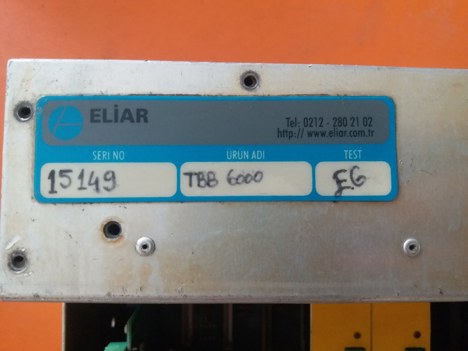 ELİAR
Tel: 0212 - 280 21 02
http:// www.eliar.com.tr
SERİ NO ÜRÜN ADI TEST
15149 TBB 6000 EG